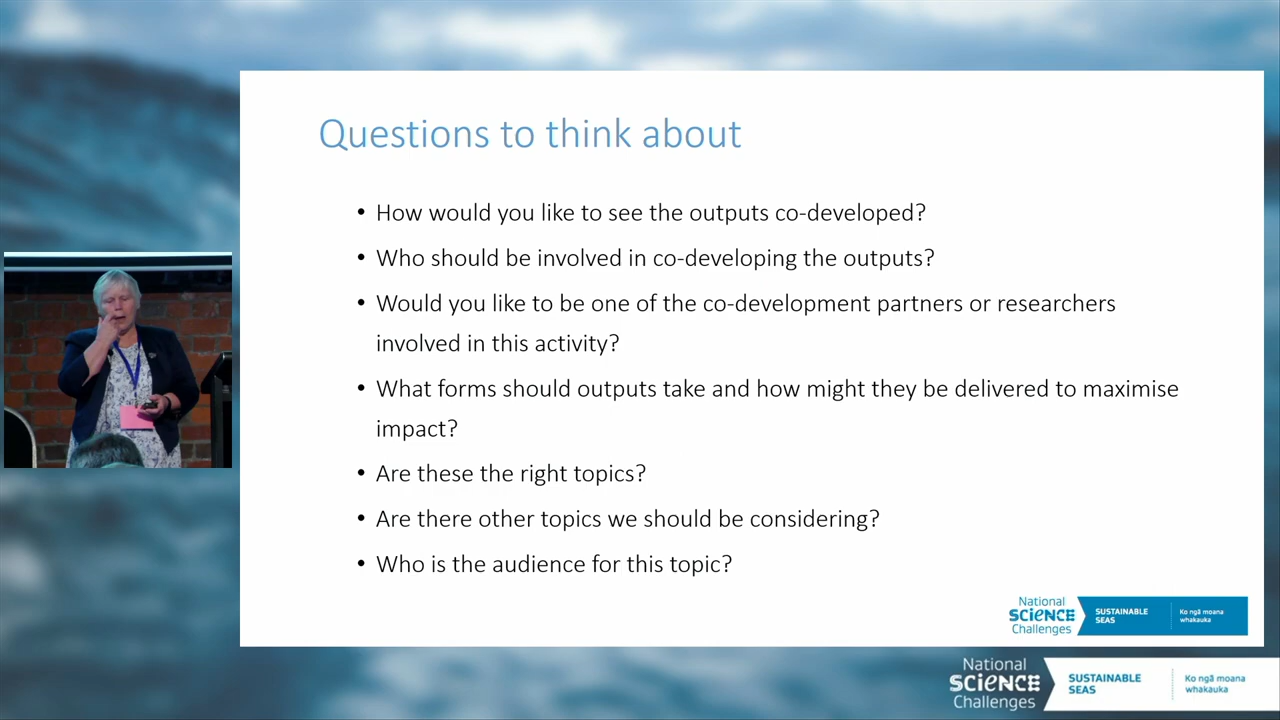 Questions to think about
• How would you like to see the outputs co-developed?
• Who should be involved in co-developing the outputs?
• Would you like to be one of the co-development partners or researchers
involved in this activity?
• What forms should outputs take and how might they be delivered to maximise
impact?
• Are these the right topics?
• Are there other topics we should be considering?
• Who is the audience for this topic?
National
SCIENCE
Challenges
SUSTAINABLE
SEAS
Ko ngā moana
whakauka
National
SCIENCE
Challenges
SUSTAINABLE
SEAS
Ko ngā moana
whakauka